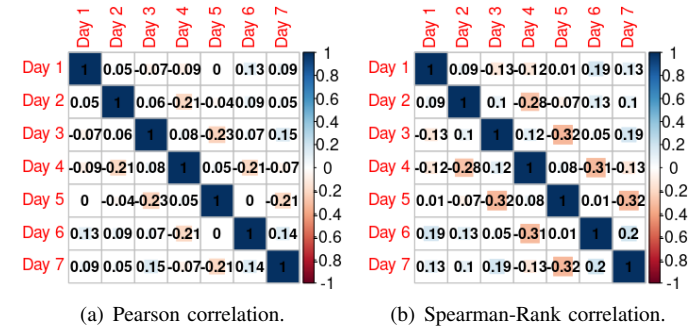 Day 1 Day 2 Day 3 Day 4 Day 5 Day 6 Day 7
Day 1 1 0.05 -0.07 -0.09 0 0.13 0.09
Day 2 0.05 1 0.06 -0.21 -0.04 0.09 0.05
Day 3 -0.07 0.06 1 0.08 -0.23 0.07 0.15
Day 4 -0.09 -0.21 0.08 1 0.05 -0.21 -0.07
Day 5 0 -0.04 -0.23 0.05 1 0 -0.21
Day 6 0.13 0.09 0.07 -0.21 0 1 0.14
Day 7 0.09 0.05 0.15 -0.07 -0.21 0.14 1
1
0.8
0.6
0.4
0.2
0
-0.2
-0.4
-0.6
-0.8
-1
(a) Pearson correlation.
Day 1 Day 2 Day 3 Day 4 Day 5 Day 6 Day 7
Day 1 1 0.09 -0.13 -0.12 0.01 0.19 0.13
Day 2 0.09 1 0.1 -0.28 -0.07 0.13 0.1
Day 3 -0.13 0.1 1 0.12 -0.32 0.05 0.19
Day 4 -0.12 -0.28 0.12 1 0.08 -0.31 -0.13
Day 5 0.01 -0.07 -0.32 0.08 1 0.01 -0.32
Day 6 0.19 0.13 0.05 -0.31 0.01 1 0.2
Day 7 0.13 0.1 0.19 -0.13 -0.32 0.2 1
1
0.8
0.6
0.4
0.2
0
-0.2
-0.4
-0.6
-0.8
-1
(b) Spearman-Rank correlation.